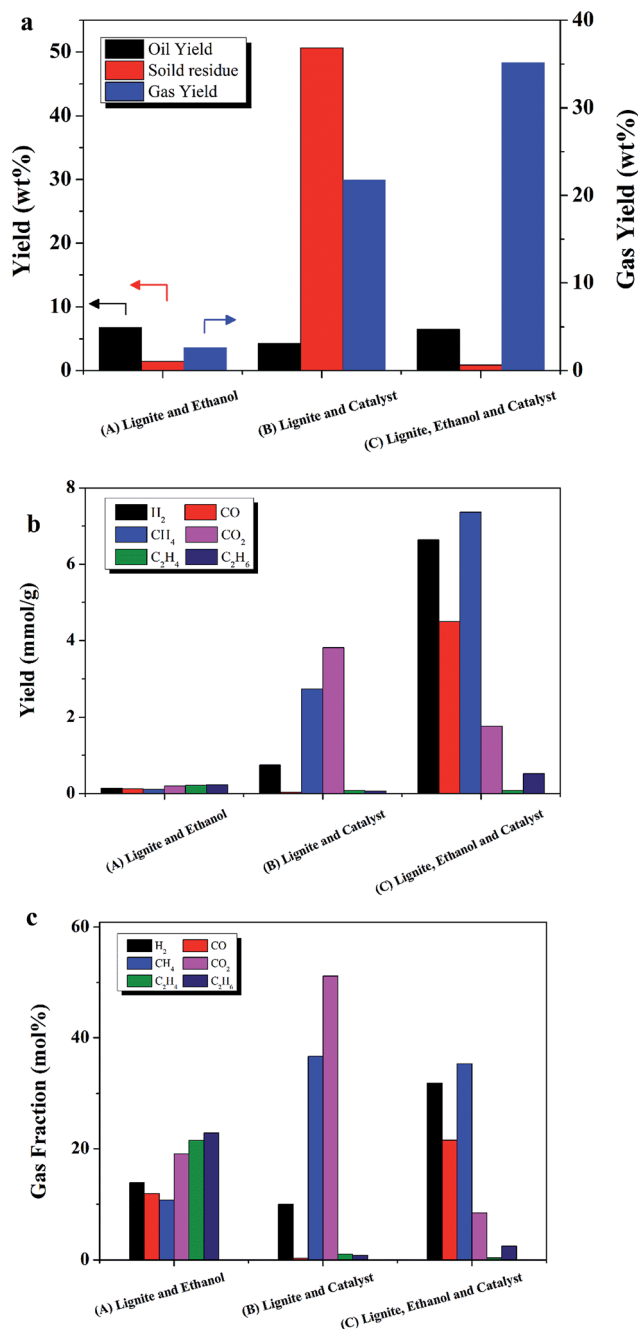 a
Oil Yield
Soild residue
Gas Yield
50
40
30
20
10
0
Yield (wt%)
40
30
20
10
0
Gas Yield (wt%)
(A) Lignite and Ethanol
(B) Lignite and Catalyst
(C) Lignite, Ethanol and Catalyst
b
H₂ CO
CH₄ CO₂
C₂H₄ C₂H₆
8
6
4
2
0
Yield (mmol/g)
(A) Lignite and Ethanol
(B) Lignite and Catalyst
(C) Lignite, Ethanol and Catalyst
c
H₂ CO
CH₄ CO₂
C₂H₄ C₂H₆
60
40
20
0
Gas Fraction (mol%)
(A) Lignite and Ethanol
(B) Lignite and Catalyst
(C) Lignite, Ethanol and Catalyst